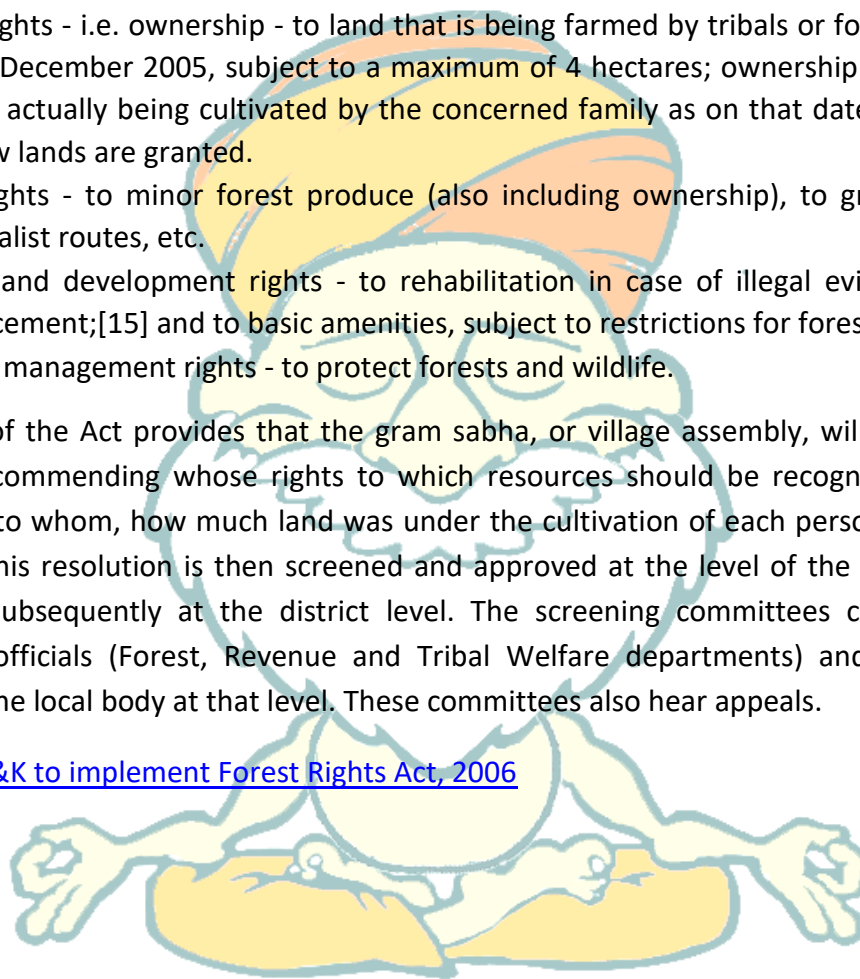 ghts - i.e. ownership - to land that is being farmed by tribals or fo
December 2005, subject to a maximum of 4 hectares; ownership
actually being cultivated by the concerned family as on that date
w lands are granted.
ghts - to minor forest produce (also including ownership), to gr
alist routes, etc.
and development rights - to rehabilitation in case of illegal evi
cement;[15] and to basic amenities, subject to restrictions for fores
management rights - to protect forests and wildlife.
of the Act provides that the gram sabha, or village assembly, wil
commending whose rights to which resources should be recogn
to whom, how much land was under the cultivation of each perso
his resolution is then screened and approved at the level of the
ubsequently at the district level. The screening committees c
officials (Forest, Revenue and Tribal Welfare departments) and
he local body at that level. These committees also hear appeals.
&K to implement Forest Rights Act, 2006